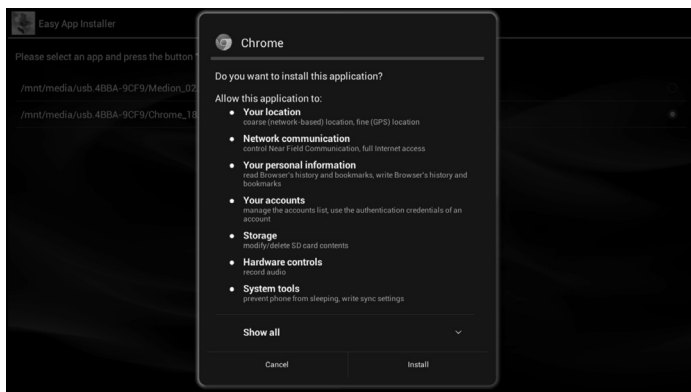 Easy App Installer
Please select an app and press the button "
/mnt/media/usb.4BBA-9CF9/Medion_02
/mnt/media/usb.4BBA-9CF9/Chrome_18
Chrome
Do you want to install this application?
Allow this application to:
Your location
coarse (network-based) location, fine (GPS) location
Network communication
control Near Field Communication, full Internet access
Your personal information
read Browser's history and bookmarks, write Browser's history and
bookmarks
Your accounts
manage the accounts list, use the authentication credentials of an
account
Storage
modify/delete SD card contents
Hardware controls
record audio
System tools
prevent phone from sleeping, write sync settings
Show all
Cancel
Install